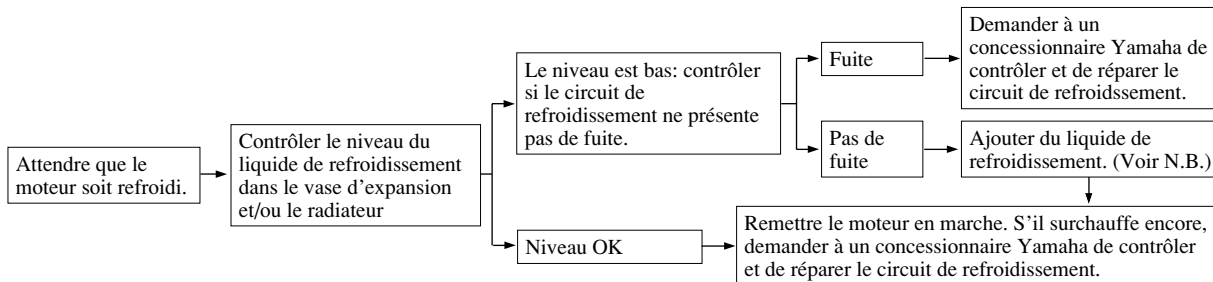 Attendre que le
moteur soit refroidi.
Contrôler le niveau du
liquide de refroidissement
dans le vase d'expansion
et/ou le radiateur
Le niveau est bas: contrôler
si le circuit de
refroidissement ne présente
pas de fuite.
Fuite
Demander à un
concessionnaire Yamaha de
contrôler et de réparer le
circuit de refroidssement.
Pas de
fuite
Ajouter du liquide de
refroidissement. (Voir N.B.)
Niveau OK
Remettre le moteur en marche. S'il surchauffe encore,
demander à un concessionnaire Yamaha de contrôler
et de réparer le circuit de refroidissement.